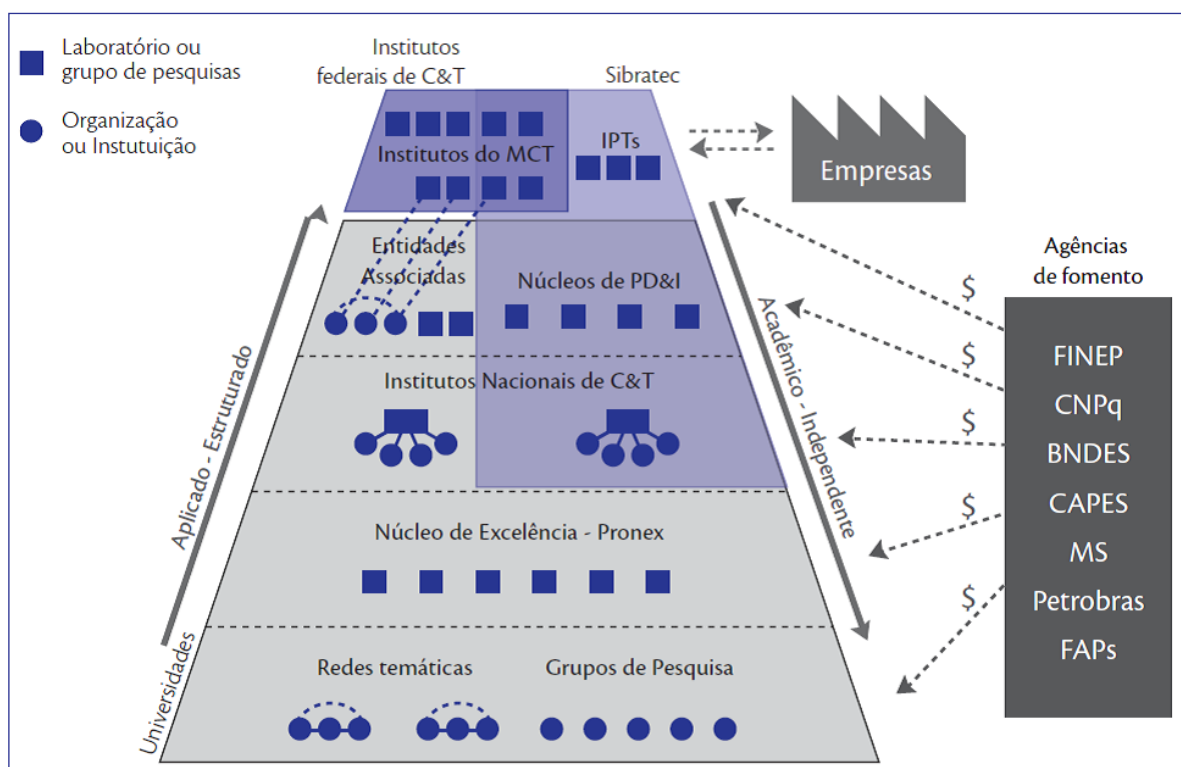 Laboratório ou
grupo de pesquisas
Organização
ou Instutuição
Institutos
federais de C&T
Sibratec
Institutos do MCT
IPTs
Empresas
Entidades
Associadas
Núcleos de PD&I
Institutos Nacionais de C&T
Núcleo de Excelência - Pronex
Redes temáticas
Grupos de Pesquisa
Aplicado - Estruturado
Universidades
Acadêmico - Independente
$
$
$
$
$
Agências
de fomento
FINEP
CNPq
BNDES
CAPES
MS
Petrobras
FAPs